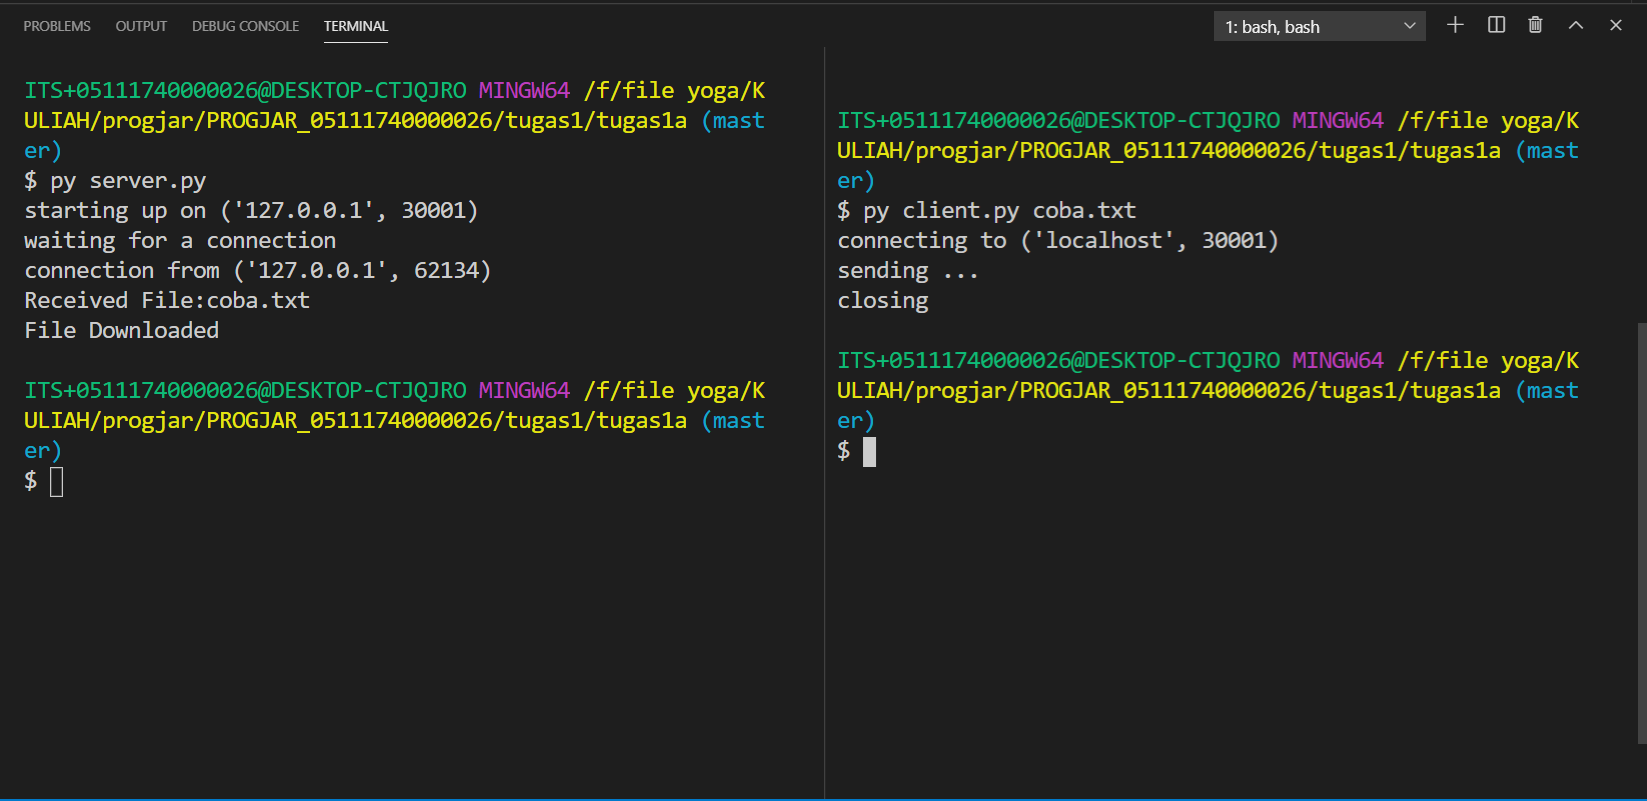 PROBLEMS OUTPUT DEBUG CONSOLE TERMINAL
1: bash, bash
ITS+05111740000026@DESKTOP-CTJQJRO MINGW64 /f/file yoga/K
ULIAH/progjar/PROGJAR_05111740000026/tugas1/tugas1a (mast
er)
$ py server.py
starting up on ('127.0.0.1', 30001)
waiting for a connection
connection from ('127.0.0.1', 62134)
Received File:coba.txt
File Downloaded
ITS+05111740000026@DESKTOP-CTJQJRO MINGW64 /f/file yoga/K
ULIAH/progjar/PROGJAR_05111740000026/tugas1/tugas1a (mast
er)
$
ITS+05111740000026@DESKTOP-CTJQJRO MINGW64 /f/file yoga/K
ULIAH/progjar/PROGJAR_05111740000026/tugas1/tugas1a (mast
er)
$ py client.py coba.txt
connecting to ('localhost', 30001)
sending ...
closing
ITS+05111740000026@DESKTOP-CTJQJRO MINGW64 /f/file yoga/K
ULIAH/progjar/PROGJAR_05111740000026/tugas1/tugas1a (mast
er)
$